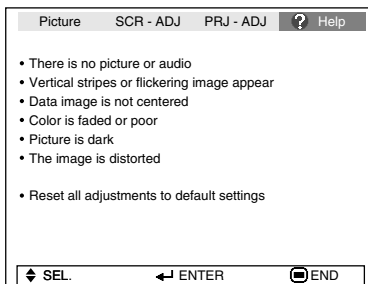 Picture SCR - ADJ PRJ - ADJ ? Help
• There is no picture or audio
• Vertical stripes or flickering image appear
• Data image is not centered
• Color is faded or poor
• Picture is dark
• The image is distorted
• Reset all adjustments to default settings
SEL. ENTER END